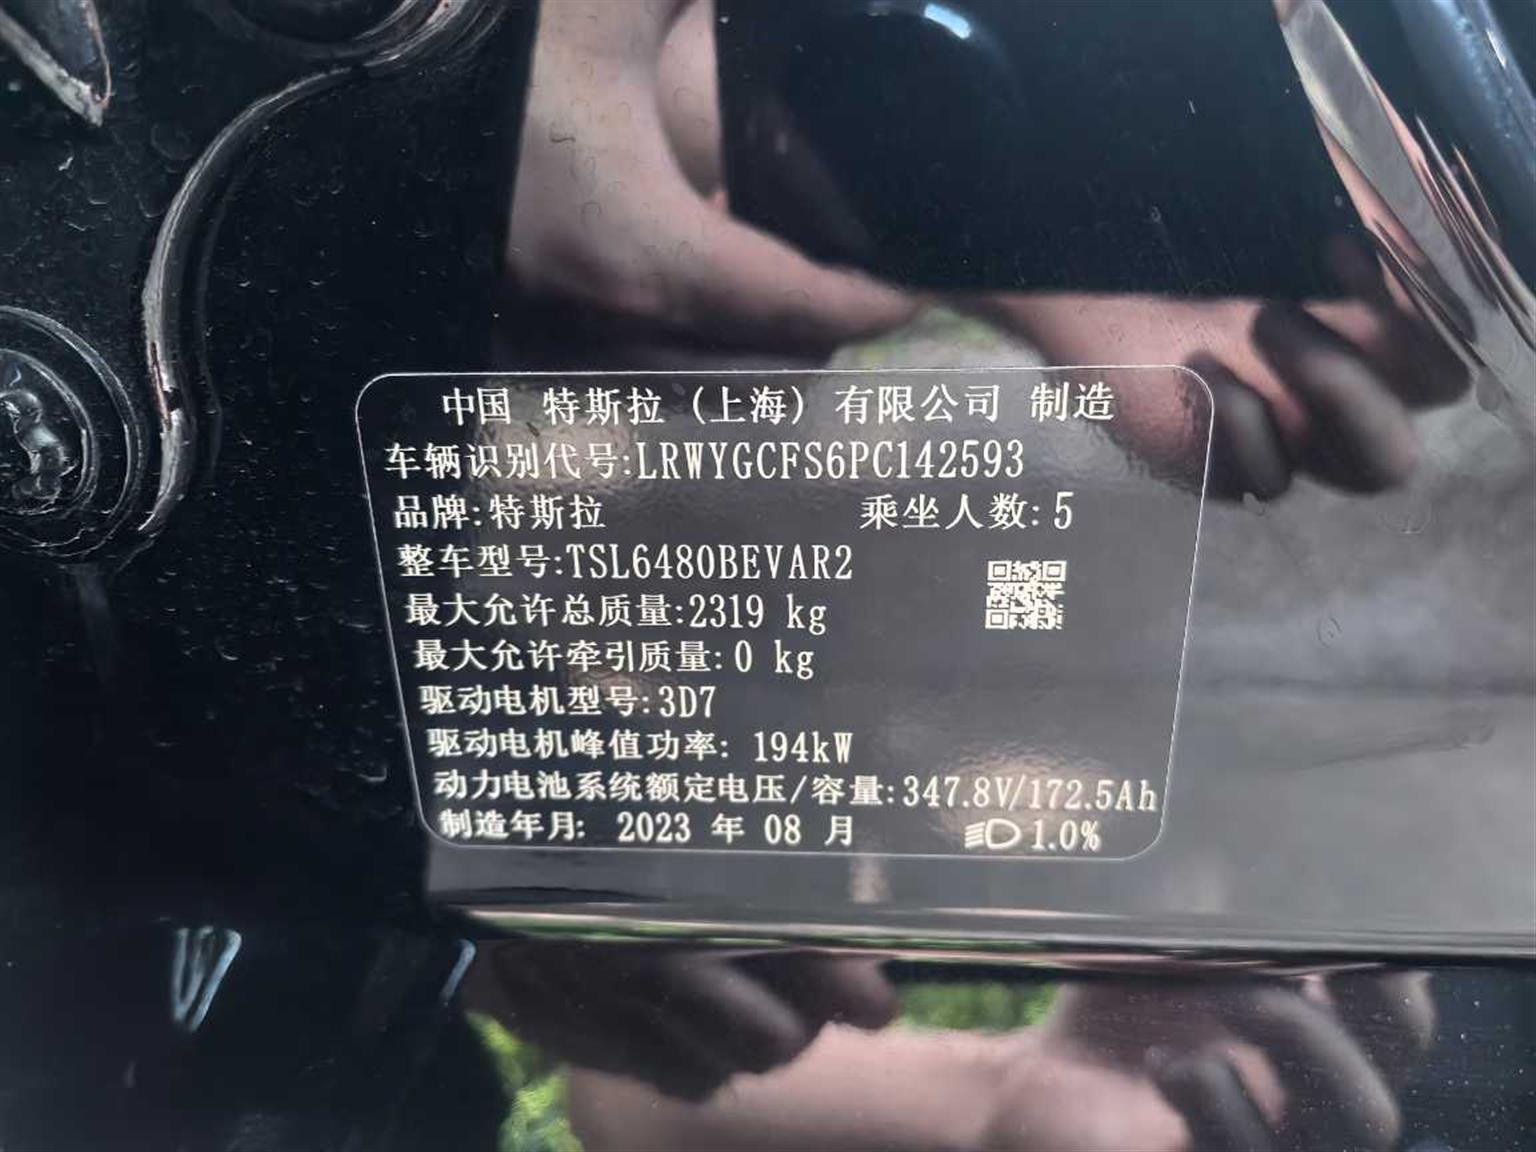 中国 特斯拉 (上海) 有限公司 制造
车辆识别代号:LRWYGCFS6PC142593
品牌:特斯拉 乘坐人数:5
整车型号:TSL6480BEVAR2
最大允许总质量:2319 kg
最大允许牵引质量:0 kg
驱动电机型号:3D7
驱动电机峰值功率: 194kW
动力电池系统额定电压/容量:347.8V/172.5Ah
制造年月: 2023 年 08 月 1.0%